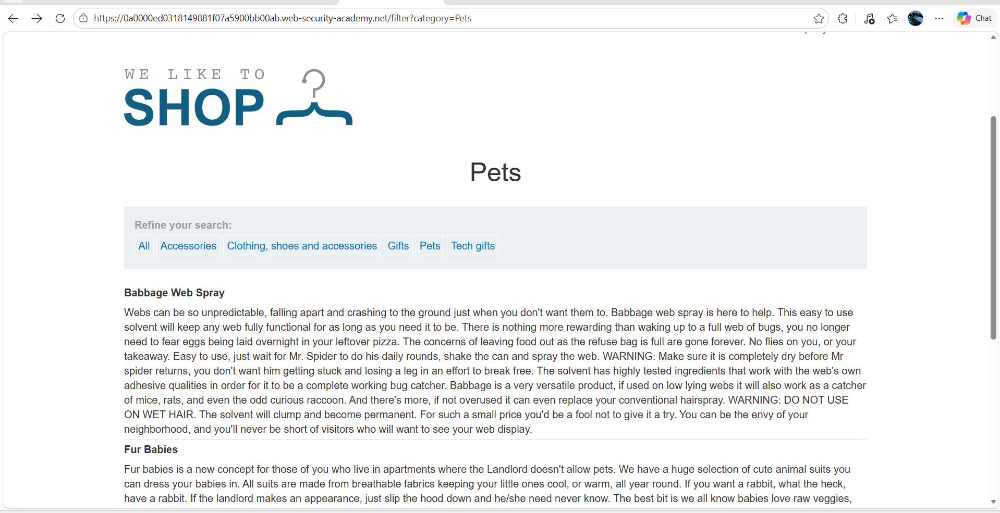 https://0a0000ed0318149881f07a5900bb00ab.web-security-academy.net/filter?category=Pets
Chat
WE LIKE TO
SHOP
Pets
Refine your search:
All Accessories Clothing, shoes and accessories Gifts Pets Tech gifts
Babbage Web Spray
Webs can be so unpredictable, falling apart and crashing to the ground just when you don't want them to. Babbage web spray is here to help. This easy to use
solvent will keep any web fully functional for as long as you need it to be. There is nothing more rewarding than waking up to a full web of bugs, you no longer
need to fear eggs being laid overnight in your leftover pizza. The concerns of leaving food out as the refuse bag is full are gone forever. No flies on you, or your
takeaway. Easy to use, just wait for Mr. Spider to do his daily rounds, shake the can and spray the web. WARNING: Make sure it is completely dry before Mr
spider returns, you don't want him getting stuck and losing a leg in an effort to break free. The solvent has highly tested ingredients that work with the web's own
adhesive qualities in order for it to be a complete working bug catcher. Babbage is a very versatile product, if used on low lying webs it will also work as a catcher
of mice, rats, and even the odd curious raccoon. And there's more, if not overused it can even replace your conventional hairspray. WARNING: DO NOT USE
ON WET HAIR. The solvent will clump and become permanent. For such a small price you'd be a fool not to give it a try. You can be the envy of your
neighborhood, and you'll never be short of visitors who will want to see your web display.
Fur Babies
Fur babies is a new concept for those of you who live in apartments where the Landlord doesn't allow pets. We have a huge selection of cute animal suits you
can dress your babies in. All suits are made from breathable fabrics keeping your little ones cool, or warm, all year round. If you want a rabbit, what the heck,
have a rabbit. If the landlord makes an appearance, just slip the hood down and he/she need never know. The best bit is we all know babies love raw veggies,